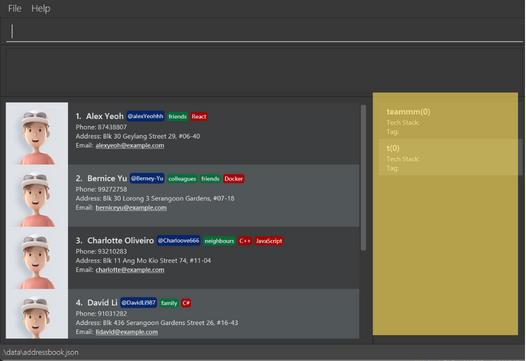 File Help
1. Alex Yeoh @alexYeohhh friends React
Phone: 87438807
Address: Blk 30 Geylang Street 29, #06-40
Email: alexyeoh@example.com
2. Bernice Yu @Berney-Yu colleagues friends Docker
Phone: 99272758
Address: Blk 30 Lorong 3 Serangoon Gardens, #07-18
Email: berniceyu@example.com
3. Charlotte Oliveiro @Charloove666 neighbours C++ JavaScript
Phone: 93210283
Address: Blk 11 Ang Mo Kio Street 74, #11-04
Email: charlotte@example.com
4. David Li @DavidLi987 family C#
Phone: 91031282
Address: Blk 436 Serangoon Gardens Street 26, #16-43
Email: lidavid@example.com
teammm(0)
Tech Stack:
Tag:
t(0)
Tech Stack:
Tag:
.\data\addressbook.json